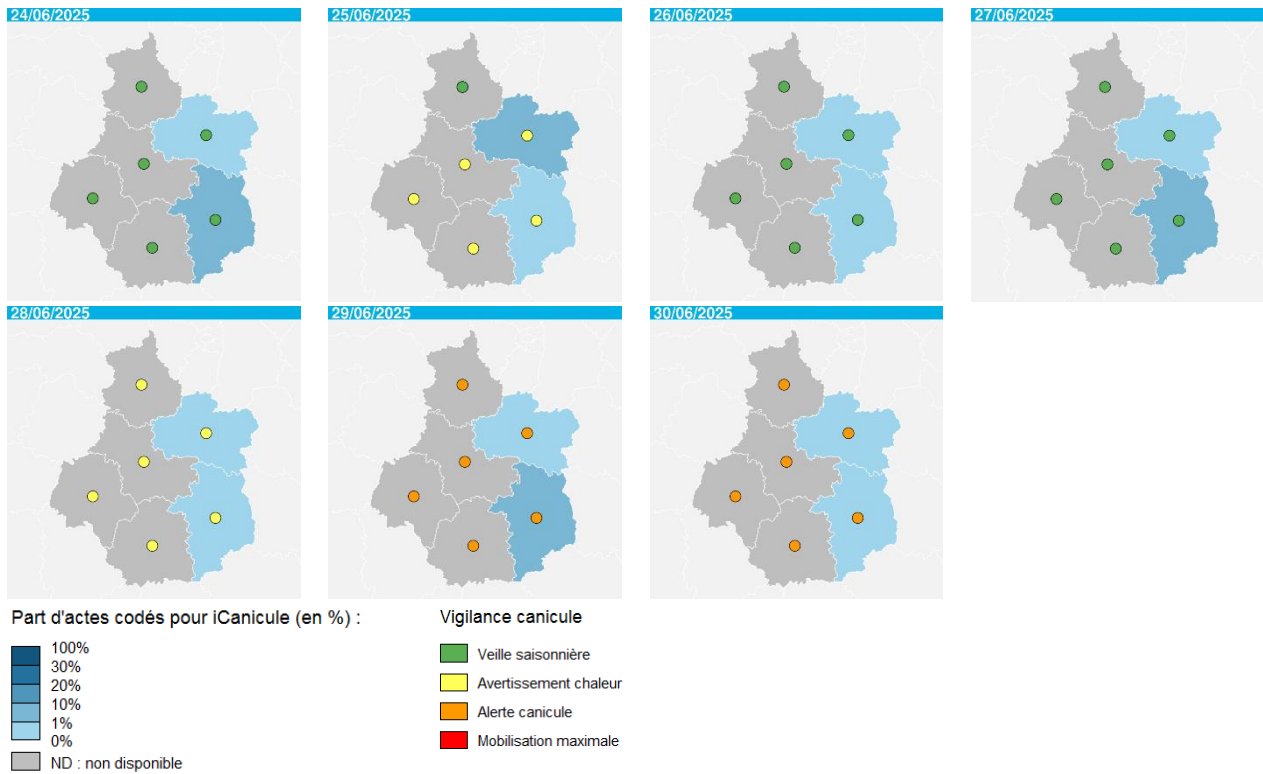 24/06/2025
25/06/2025
26/06/2025
27/06/2025
28/06/2025
29/06/2025
30/06/2025
Part d'actes codés pour iCanicule (en %) :
100%
30%
20%
10%
1%
0%
ND : non disponible
Vigilance canicule
Veille saisonnière
Avertissement chaleur
Alerte canicule
Mobilisation maximale